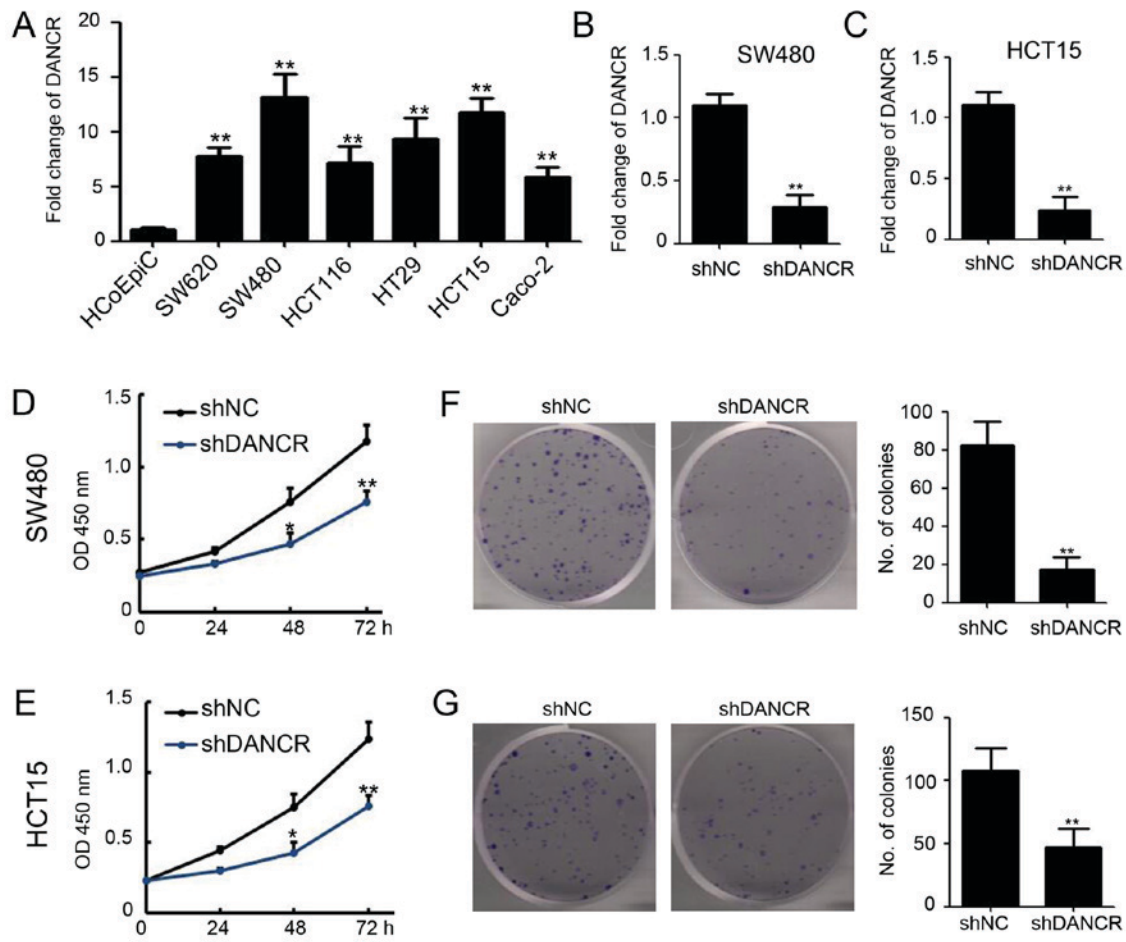 A
Fold change of DANCR
20
15
10
5
0
**
**
**
**
**
**
HCoEpiC
SW620
SW480
HCT116
HT29
HCT15
Caco-2
B
SW480
Fold change of DANCR
1.5
1.0
0.5
0
**
shNC
shDANCR
C
HCT15
Fold change of DANCR
1.5
1.0
0.5
0
**
shNC
shDANCR
D
SW480
OD 450 nm
1.5
1.0
0.5
0
shNC
shDANCR
*
**
0 24 48 72 h
F
shNC
shDANCR
No. of colonies
100
80
60
40
20
0
**
shNC
shDANCR
E
HCT15
OD 450 nm
1.5
1.0
0.5
0
shNC
shDANCR
*
**
0 24 48 72 h
G
shNC
shDANCR
No. of colonies
150
100
50
0
**
shNC
shDANCR